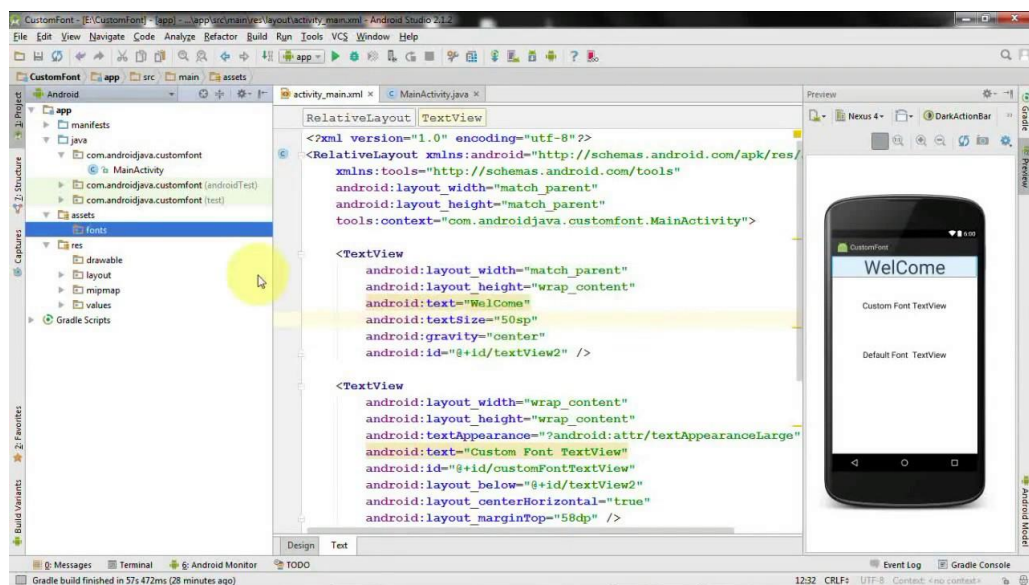 CustomFont - [E:\CustomFont] - [app] - ...\app\src\main\res\layout\activity_main.xml - Android Studio 2.1.2
File Edit View Navigate Code Analyze Refactor Build Run Tools VCS Window Help
app
CustomFont app src main assets
Android
activity_main.xml × MainActivity.java ×
Preview
1: Project
7: Structure
Captures
2: Favorites
Build Variants
app
manifests
java
com.androidjava.customfont
MainActivity
com.androidjava.customfont (androidTest)
com.androidjava.customfont (test)
assets
fonts
res
drawable
layout
mipmap
values
Gradle Scripts
RelativeLayout TextView
<?xml version="1.0" encoding="utf-8"?>
<RelativeLayout xmlns:android="http://schemas.android.com/apk/res/
xmlns:tools="http://schemas.android.com/tools"
android:layout_width="match_parent"
android:layout_height="match_parent"
tools:context="com.androidjava.customfont.MainActivity">
<TextView
android:layout_width="match_parent"
android:layout_height="wrap_content"
android:text="WelCome"
android:textSize="50sp"
android:gravity="center"
android:id="@+id/textView2" />
<TextView
android:layout_width="wrap_content"
android:layout_height="wrap_content"
android:textAppearance="?android:attr/textAppearanceLarge"
android:text="Custom Font TextView"
android:id="@+id/customFontTextView"
android:layout_below="@+id/textView2"
android:layout_centerHorizontal="true"
android:layout_marginTop="58dp" />
Design Text
Nexus 4 DarkActionBar
6:00
CustomFont
WelCome
Custom Font TextView
Default Font TextView
Gradle
Preview
Android Model
0: Messages Terminal 6: Android Monitor TODO
Event Log Gradle Console
Gradle build finished in 57s 472ms (28 minutes ago)
12:32 CRLF÷ UTF-8 Context: <no context>